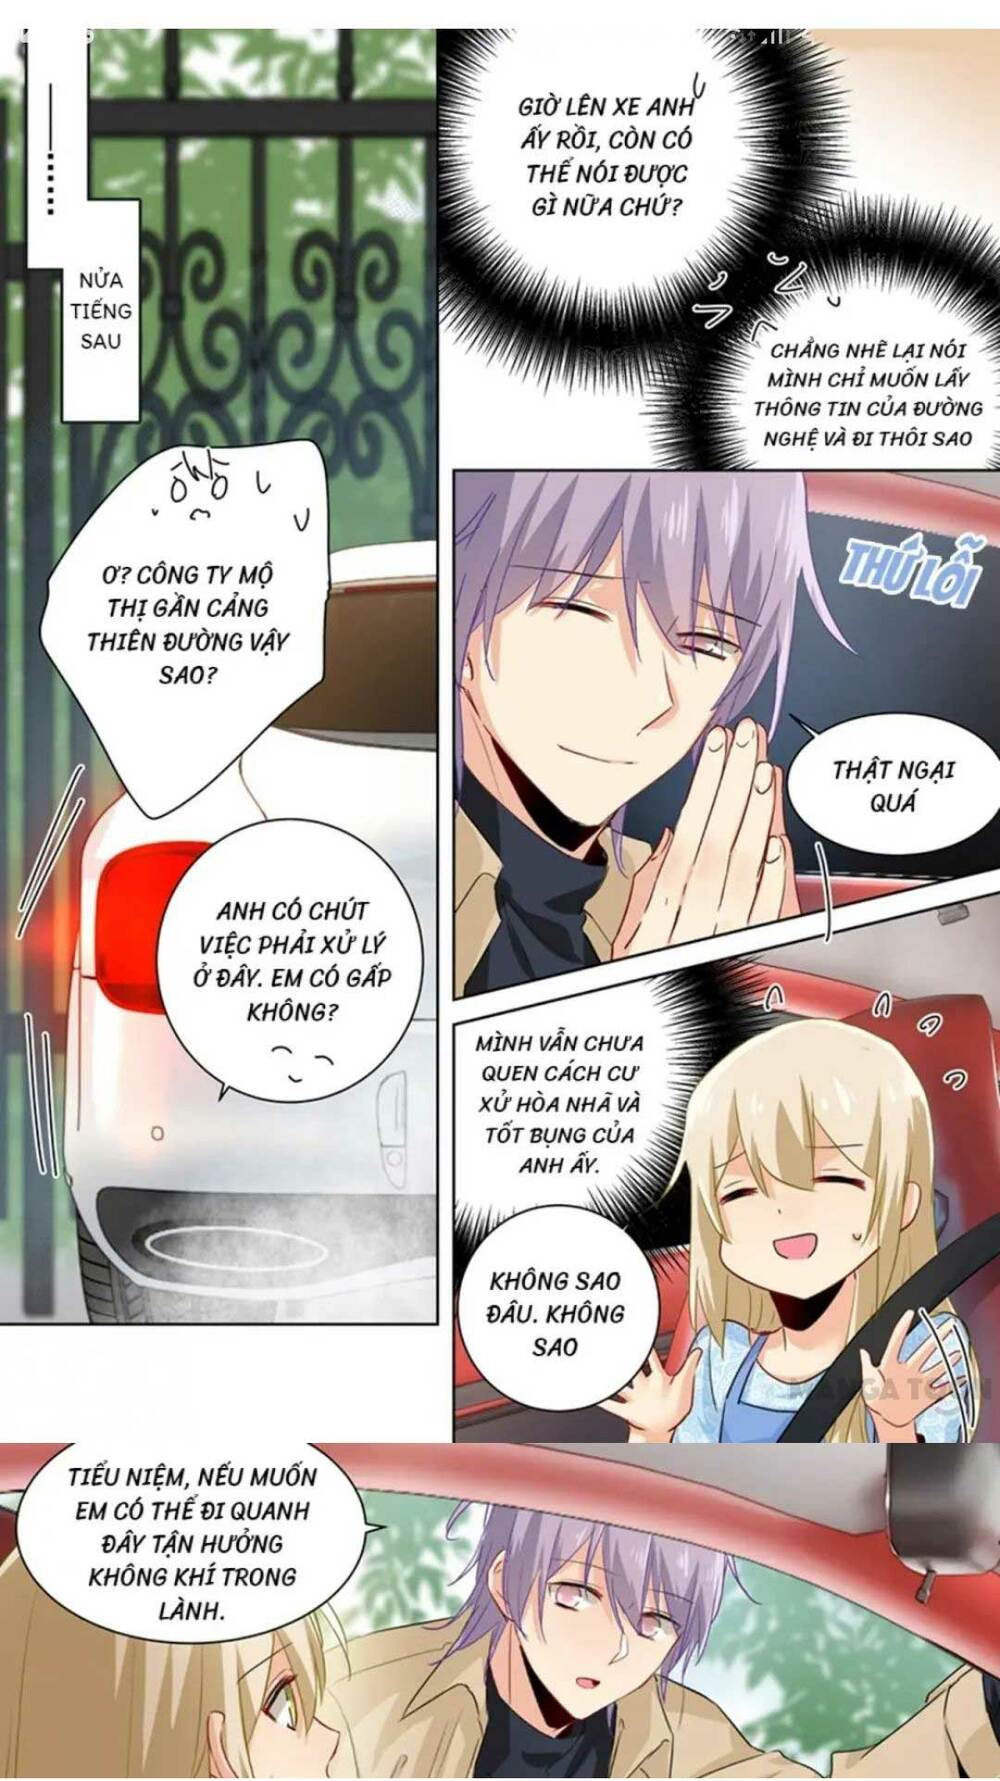 GIỜ LÊN XE ANH
ẤY RỒI, CÒN CÓ
THỂ NÓI ĐƯỢC
GÌ NỮA CHỨ?
CHẲNG NHẼ LẠI NÓI
MÌNH CHỈ MUỐN LẤY
THÔNG TIN CỦA ĐƯỜNG
NGHỆ VÀ ĐI THÔI SAO
NỬA
TIẾNG
SAU
Ơ? CÔNG TY MỘ
THỊ GẦN CẢNG
THIÊN ĐƯỜNG VẬY
SAO?
THỨ LỖI
THẬT NGẠI
QUÁ
ANH CÓ CHÚT
VIỆC PHẢI XỬ LÝ
Ở ĐÂY. EM CÓ GẤP
KHÔNG?
MÌNH VẪN CHƯA
QUEN CÁCH CƯ
XỬ HÒA NHÃ VÀ
TỐT BỤNG CỦA
ANH ẤY.
KHÔNG SAO
ĐÂU. KHÔNG
SAO
MANGA TOON
TIỂU NIỆM, NẾU MUỐN
EM CÓ THỂ ĐI QUANH
ĐÂY TẬN HƯỞNG
KHÔNG KHÍ TRONG
LÀNH.